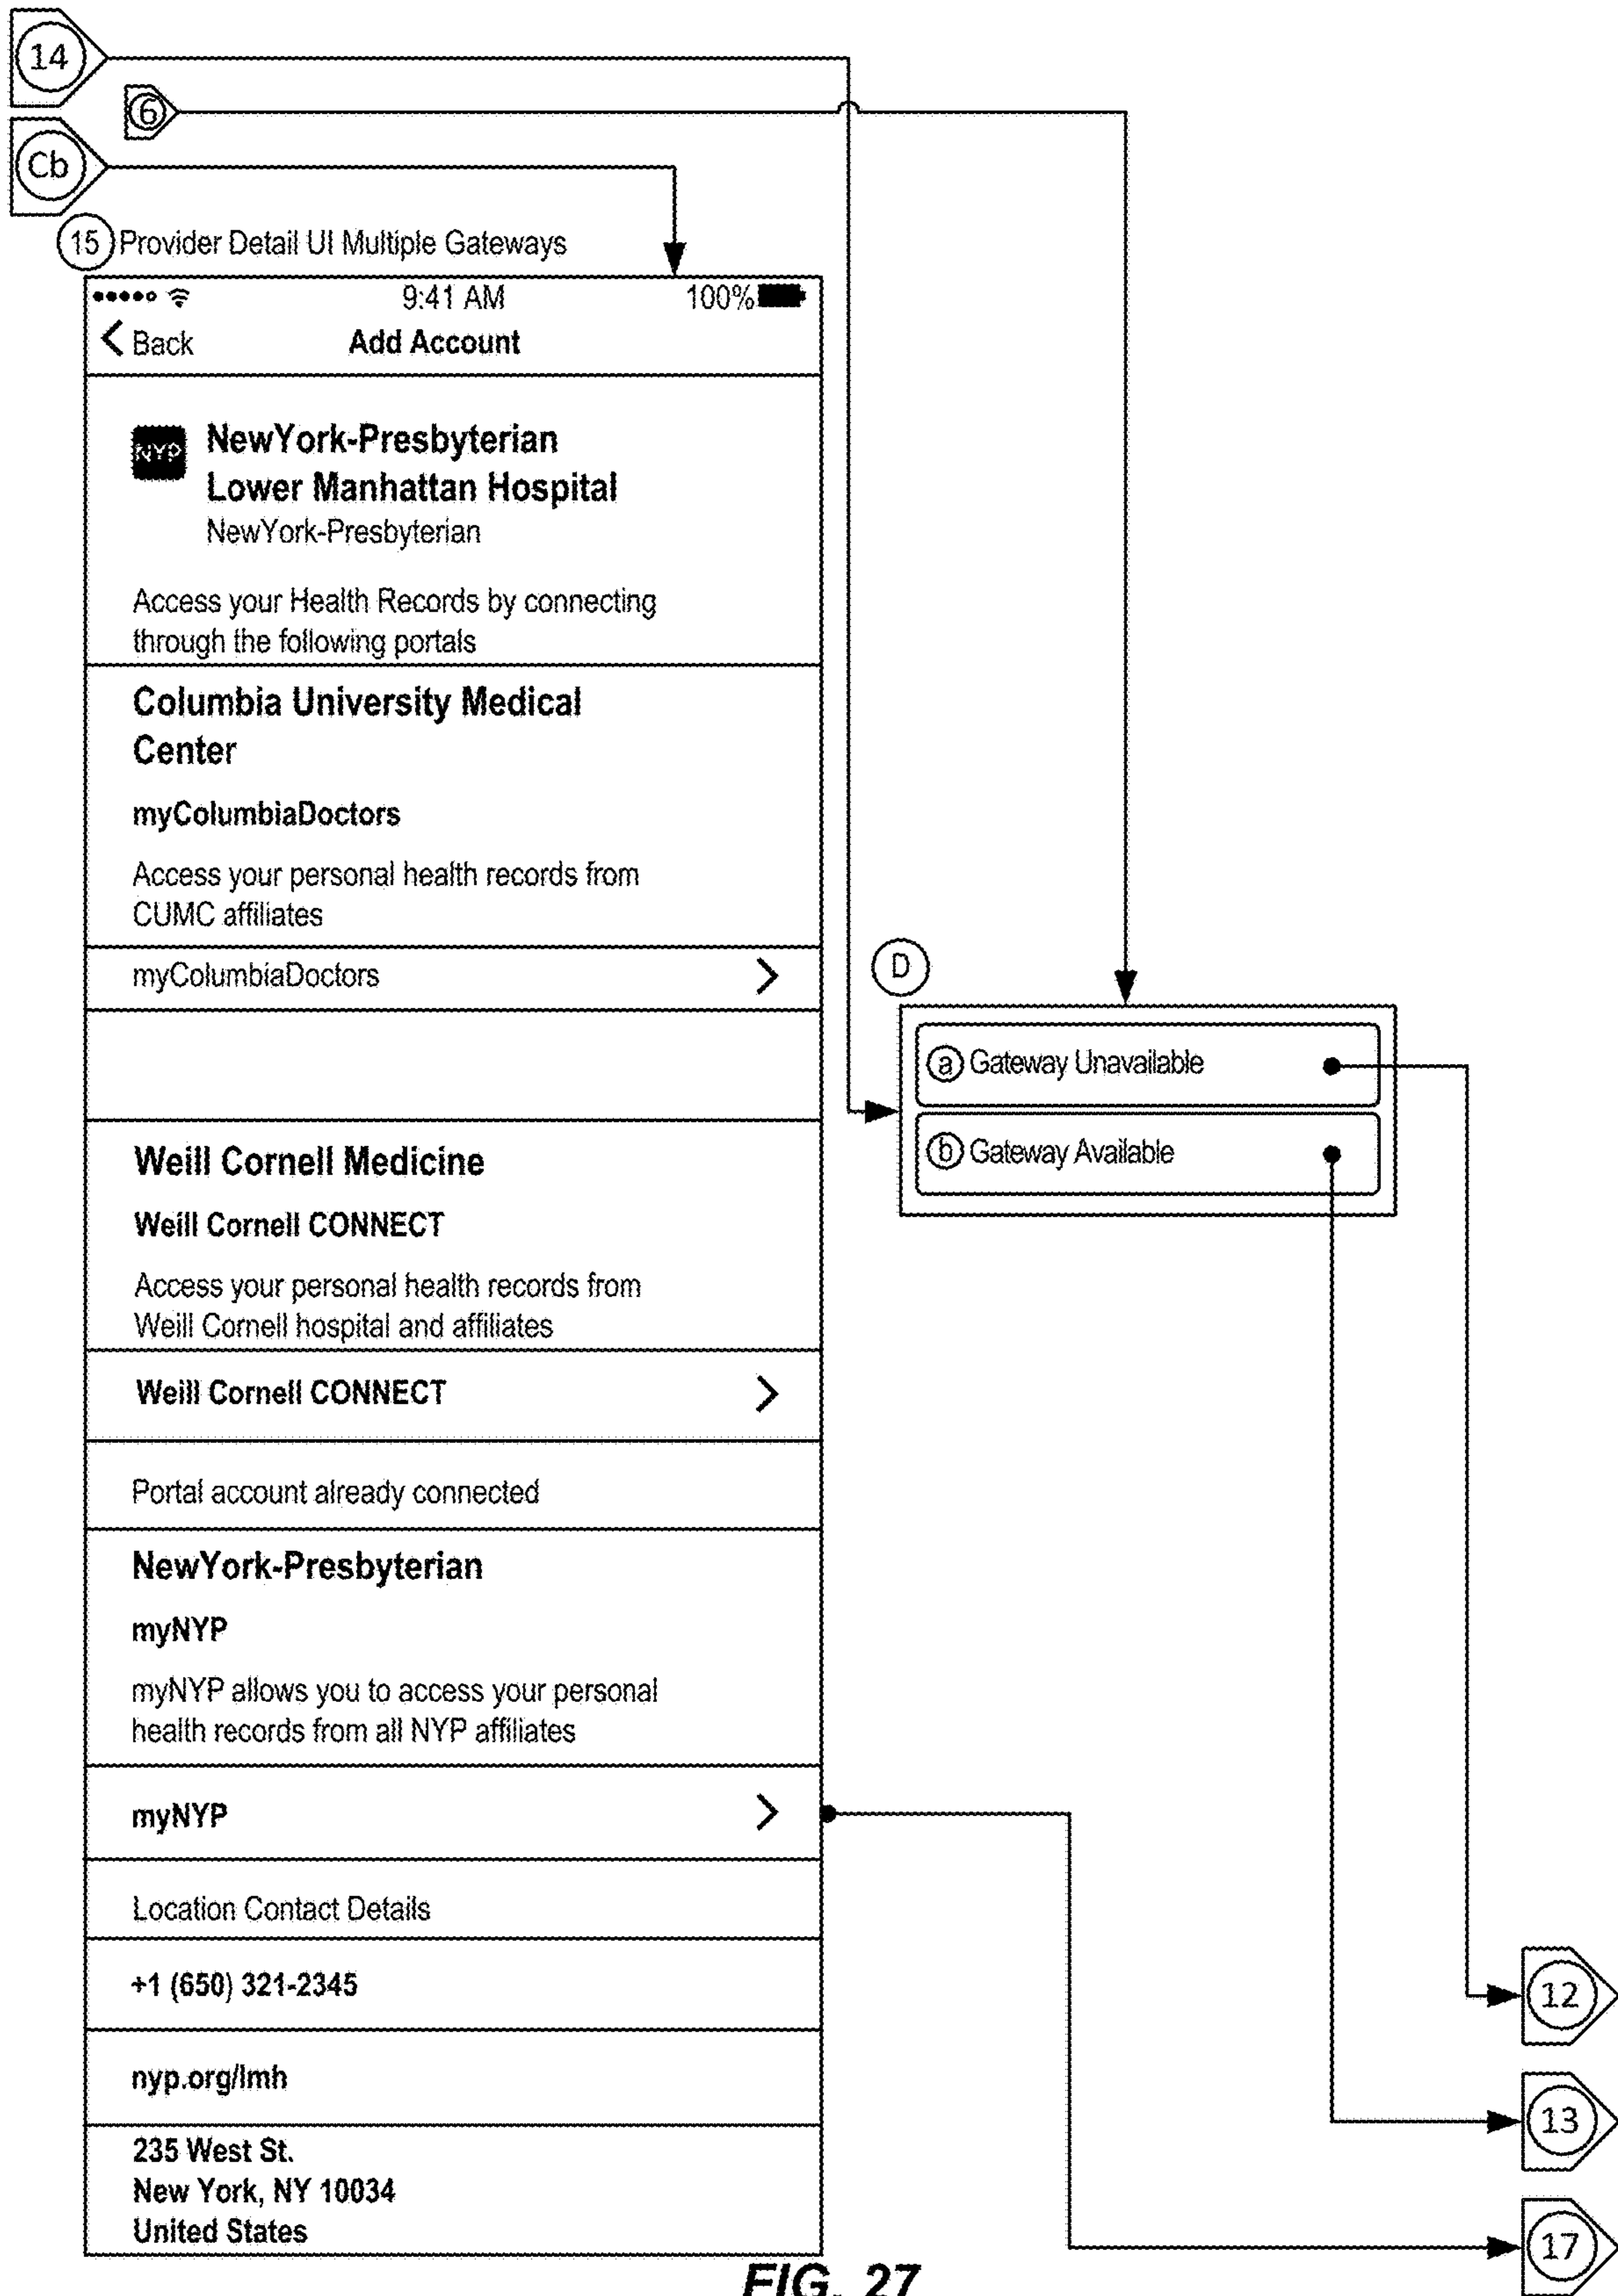 14
6
Cb
15 Provider Detail UI Multiple Gateways
9:41 AM 100%
Back Add Account
NYP NewYork-Presbyterian
Lower Manhattan Hospital
NewYork-Presbyterian
Access your Health Records by connecting
through the following portals
Columbia University Medical
Center
myColumbiaDoctors
Access your personal health records from
CUMC affiliates
myColumbiaDoctors
D
a Gateway Unavailable
b Gateway Available
Weill Cornell Medicine
Weill Cornell CONNECT
Access your personal health records from
Weill Cornell hospital and affiliates
Weill Cornell CONNECT
Portal account already connected
NewYork-Presbyterian
myNYP
myNYP allows you to access your personal
health records from all NYP affiliates
myNYP
Location Contact Details
+1 (650) 321-2345
12
nyp.org/lmh
13
235 West St.
New York, NY 10034
United States
17
FIG. 27